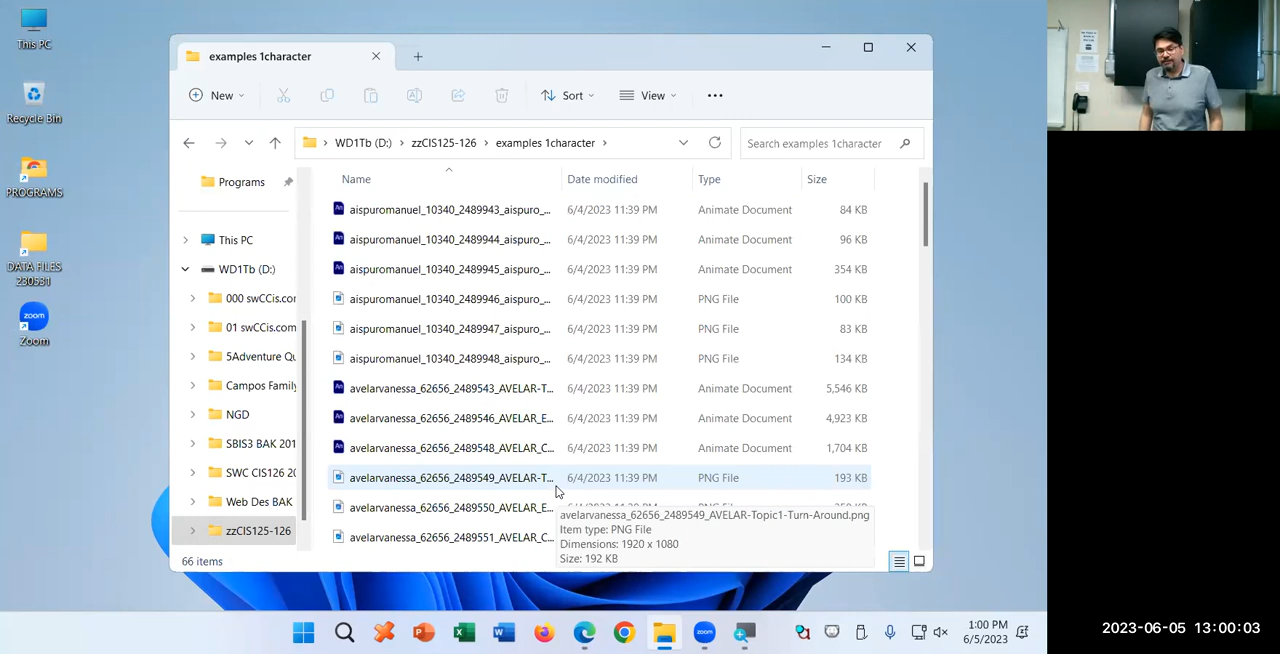 This PC
Recycle Bin
PROGRAMS
DATA FILES
230531
zoom
Zoom
examples 1character
New
Sort
View
WD1Tb (D:) > zzCIS125-126 > examples 1character >
Search examples 1character
Programs
This PC
WD1Tb (D:)
000 swCCis.con
01 swCCis.com
5Adventure Qu
Campos Family
NGD
SBIS3 BAK 201
SWC CIS126 20
Web Des BAK
zzCIS125-126
Name Date modified Type Size
aispuromanuel_10340_2489943_aispuro_... 6/4/2023 11:39 PM Animate Document 84 KB
aispuromanuel_10340_2489944_aispuro_... 6/4/2023 11:39 PM Animate Document 96 KB
aispuromanuel_10340_2489945_aispuro_... 6/4/2023 11:39 PM Animate Document 354 KB
aispuromanuel_10340_2489946_aispuro_... 6/4/2023 11:39 PM PNG File 100 KB
aispuromanuel_10340_2489947_aispuro_... 6/4/2023 11:39 PM PNG File 83 KB
aispuromanuel_10340_2489948_aispuro_... 6/4/2023 11:39 PM PNG File 134 KB
avelarvanessa_62656_2489543_AVELAR-T... 6/4/2023 11:39 PM Animate Document 5,546 KB
avelarvanessa_62656_2489546_AVELAR_E... 6/4/2023 11:39 PM Animate Document 4,923 KB
avelarvanessa_62656_2489548_AVELAR_C... 6/4/2023 11:39 PM Animate Document 1,704 KB
avelarvanessa_62656_2489549_AVELAR-T... 6/4/2023 11:39 PM PNG File 193 KB
avelarvanessa_62656_2489550_AVELAR_E...
avelarvanessa_62656_2489551_AVELAR_C...
avelarvanessa_62656_2489549_AVELAR-Topic1-Turn-Around.png
Item type: PNG File
Dimensions: 1920 x 1080
Size: 192 KB
66 items
zoom
1:00 PM
6/5/2023
2023-06-05 13:00:03